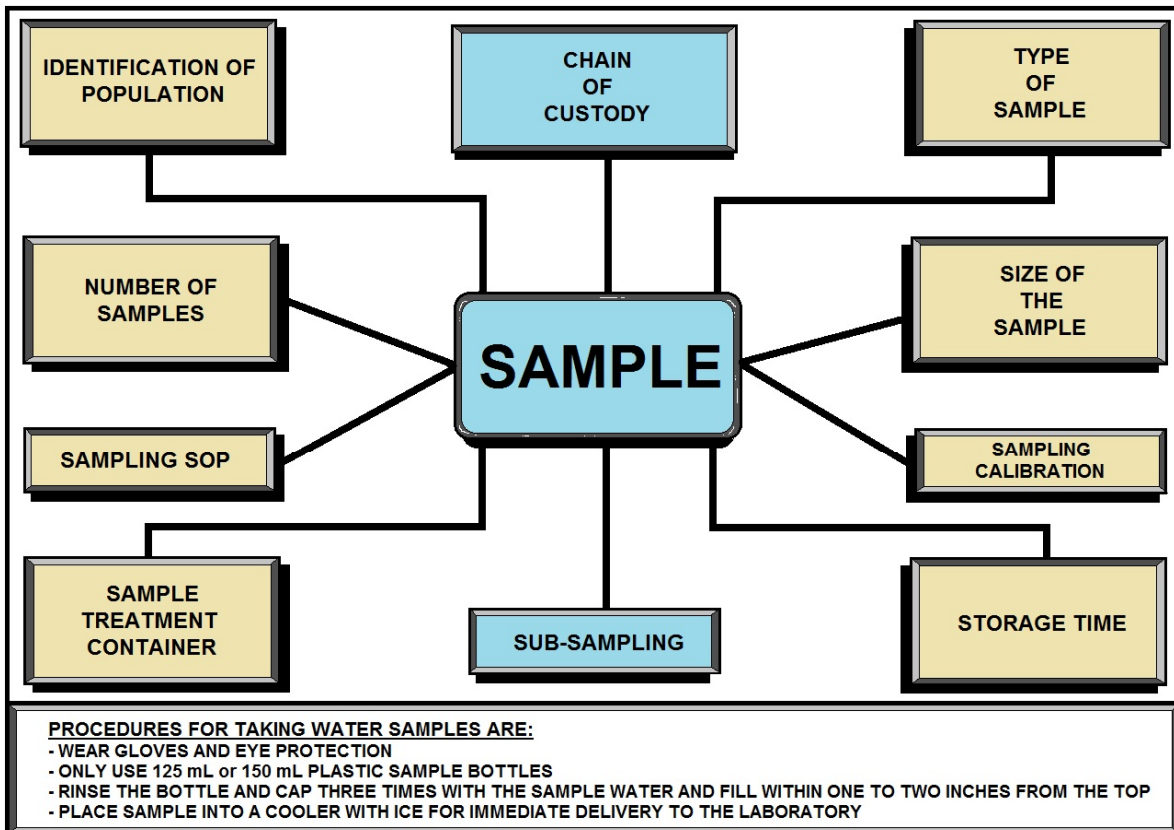 IDENTIFICATION OF
POPULATION
CHAIN
OF
CUSTODY
TYPE
OF
SAMPLE
NUMBER OF
SAMPLES
SIZE OF
THE
SAMPLE
SAMPLE
SAMPLING SOP
SAMPLING
CALIBRATION
SAMPLE
TREATMENT
CONTAINER
SUB-SAMPLING
STORAGE TIME
PROCEDURES FOR TAKING WATER SAMPLES ARE:
- WEAR GLOVES AND EYE PROTECTION
- ONLY USE 125 mL or 150 mL PLASTIC SAMPLE BOTTLES
- RINSE THE BOTTLE AND CAP THREE TIMES WITH THE SAMPLE WATER AND FILL WITHIN ONE TO TWO INCHES FROM THE TOP
- PLACE SAMPLE INTO A COOLER WITH ICE FOR IMMEDIATE DELIVERY TO THE LABORATORY